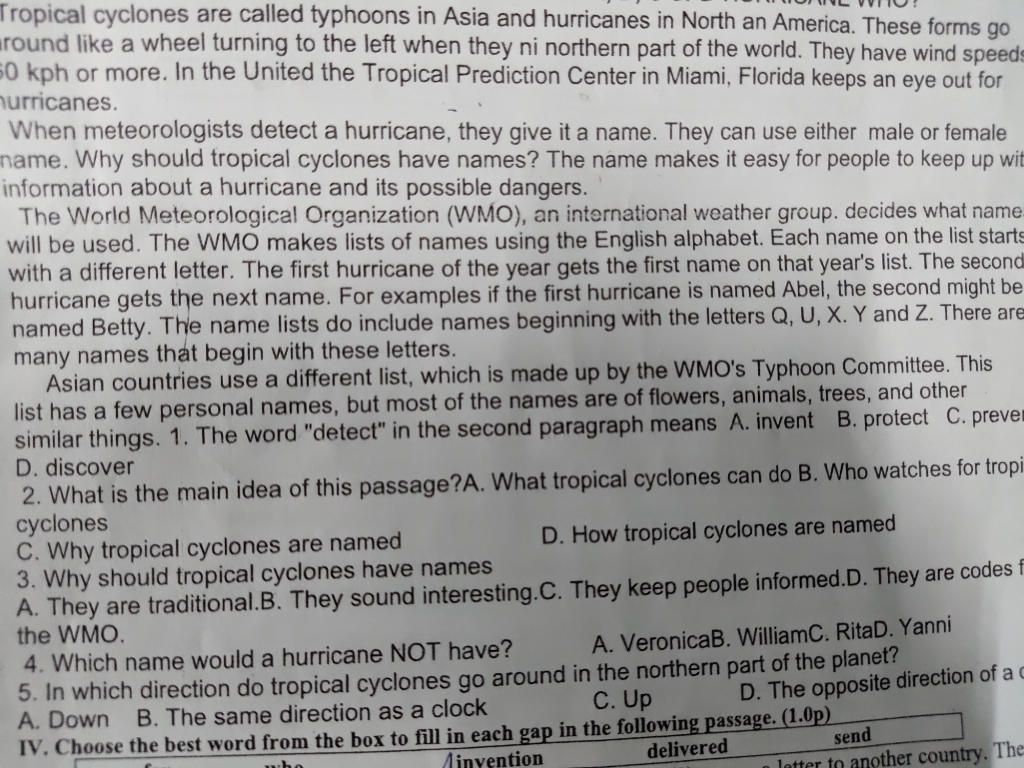 HURRICANE WHO?
Tropical cyclones are called typhoons in Asia and hurricanes in North an America. These forms go
around like a wheel turning to the left when they ni northern part of the world. They have wind speeds
60 kph or more. In the United the Tropical Prediction Center in Miami, Florida keeps an eye out for
hurricanes.
When meteorologists detect a hurricane, they give it a name. They can use either male or female
name. Why should tropical cyclones have names? The name makes it easy for people to keep up wit
information about a hurricane and its possible dangers.
The World Meteorological Organization (WMO), an international weather group. decides what name
will be used. The WMO makes lists of names using the English alphabet. Each name on the list starts
with a different letter. The first hurricane of the year gets the first name on that year's list. The second
hurricane gets the next name. For examples if the first hurricane is named Abel, the second might be
named Betty. The name lists do include names beginning with the letters Q, U, X. Y and Z. There are
many names that begin with these letters.
Asian countries use a different list, which is made up by the WMO's Typhoon Committee. This
list has a few personal names, but most of the names are of flowers, animals, trees, and other
similar things. 1. The word "detect" in the second paragraph means A. invent B. protect C. preven
D. discover
2. What is the main idea of this passage?A. What tropical cyclones can do B. Who watches for tropi
cyclones
C. Why tropical cyclones are named D. How tropical cyclones are named
3. Why should tropical cyclones have names
A. They are traditional.B. They sound interesting.C. They keep people informed.D. They are codes f
the WMO.
4. Which name would a hurricane NOT have? A. VeronicaB. WilliamC. RitaD. Yanni
5. In which direction do tropical cyclones go around in the northern part of the planet?
A. Down B. The same direction as a clock C. Up D. The opposite direction of a c
IV. Choose the best word from the box to fill in each gap in the following passage. (1.0p)
for who invention delivered send
letter to another country. The